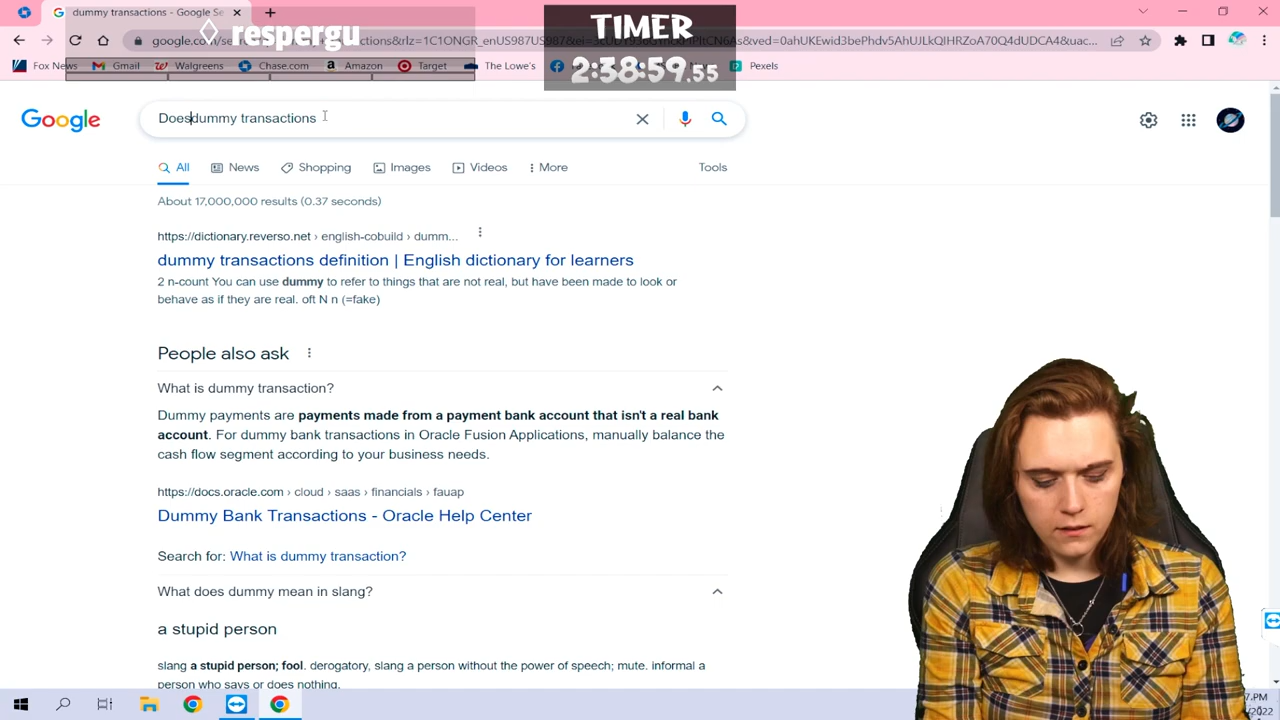 dummy transactions - Google Se
respergu
TIMER
2:38:59.55
Fox News
Gmail
Walgreens
Chase.com
Amazon
Target
The Lowe's
Pexels
Google
Doesdummy transactions
All
News
Shopping
Images
Videos
More
Tools
About 17,000,000 results (0.37 seconds)
https://dictionary.reverso.net › english-cobuild › dumm...
dummy transactions definition | English dictionary for learners
2 n-count You can use dummy to refer to things that are not real, but have been made to look or
behave as if they are real. oft N n (=fake)
People also ask
What is dummy transaction?
Dummy payments are payments made from a payment bank account that isn't a real bank
account. For dummy bank transactions in Oracle Fusion Applications, manually balance the
cash flow segment according to your business needs.
https://docs.oracle.com › cloud › saas › financials › fauap
Dummy Bank Transactions - Oracle Help Center
Search for: What is dummy transaction?
What does dummy mean in slang?
a stupid person
slang a stupid person; fool. derogatory, slang a person without the power of speech; mute. informal a
person who says or does nothing.
7 PM
/2022